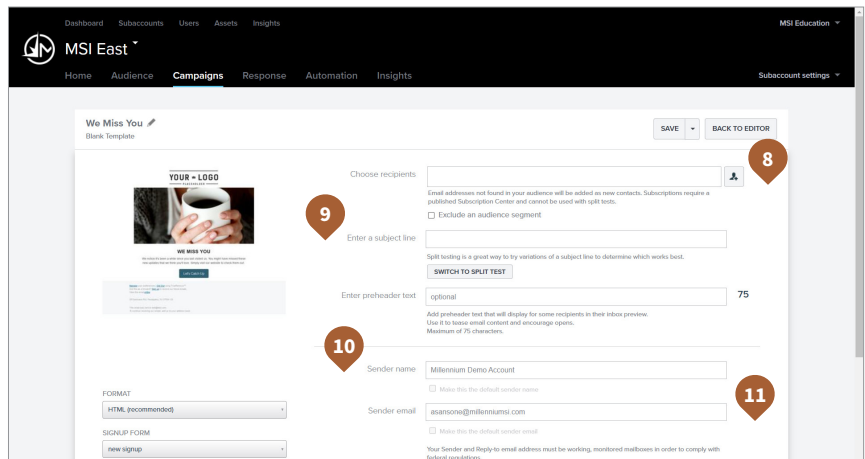 Dashboard Subaccounts Users Assets Insights MSI Education
MSI East
Home Audience Campaigns Response Automation Insights Subaccount settings
We Miss You
Blank Template
SAVE BACK TO EDITOR
8
YOUR LOGO
PLACEHOLDER
WE MISS YOU
Choose recipients
Email addresses not found in your audience will be added as new contacts. Subscriptions require a
published Subscription Center and cannot be used with split tests.
Exclude an audience segment
9
Enter a subject line
Split testing is a great way to try variations of a subject line to determine which works best.
SWITCH TO SPLIT TEST
Enter preheader text optional 75
Add preheader text that will display for some recipients in their inbox preview.
Use it to tease email content and encourage opens.
Maximum of 75 characters.
10
Sender name Millennium Demo Account
Make this the default sender name
11
Sender email asansone@millenniumsi.com
Make this the default sender email
Your Sender and Reply-to email address must be working, monitored mailboxes in order to comply with
federal regulations.
FORMAT
HTML (recommended)
SIGNUP FORM
new signup